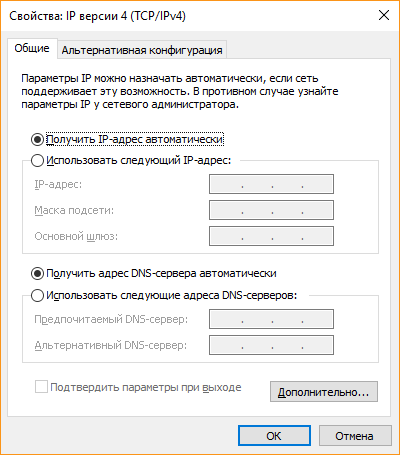 Свойства: IP версии 4 (TCP/IPv4)
Общие Альтернативная конфигурация
Параметры IP можно назначать автоматически, если сеть
поддерживает эту возможность. В противном случае узнайте
параметры IP у сетевого администратора.
Получить IP-адрес автоматически
Использовать следующий IP-адрес:
IP-адрес:
Маска подсети:
Основной шлюз:
Получить адрес DNS-сервера автоматически
Использовать следующие адреса DNS-серверов:
Предпочитаемый DNS-сервер:
Альтернативный DNS-сервер:
Подтвердить параметры при выходе
Дополнительно...
ОК Отмена